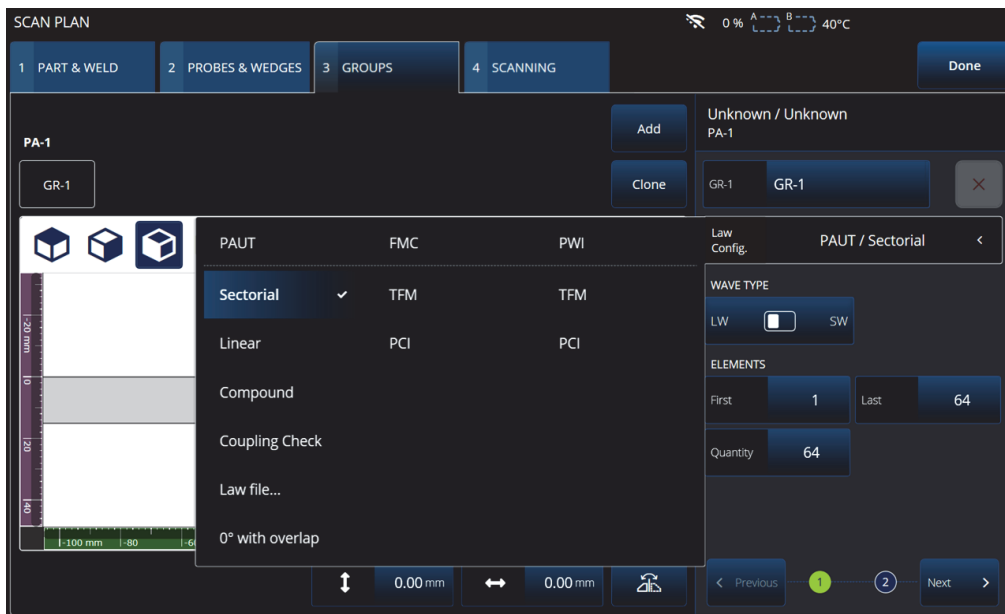 SCAN PLAN
0 % A B 40°C
1 PART & WELD
2 PROBES & WEDGES
3 GROUPS
4 SCANNING
Done
PA-1
Add
Unknown / Unknown
PA-1
GR-1
Clone
GR-1 GR-1
Law
Config.
PAUT / Sectorial
PAUT FMC PWI
Sectorial TFM TFM
Linear PCI PCI
Compound
Coupling Check
Law file...
0° with overlap
WAVE TYPE
LW SW
ELEMENTS
First 1 Last 64
Quantity 64
-20 mm
0
20
40
-100 mm -80
0.00 mm 0.00 mm
Previous 1 2 Next